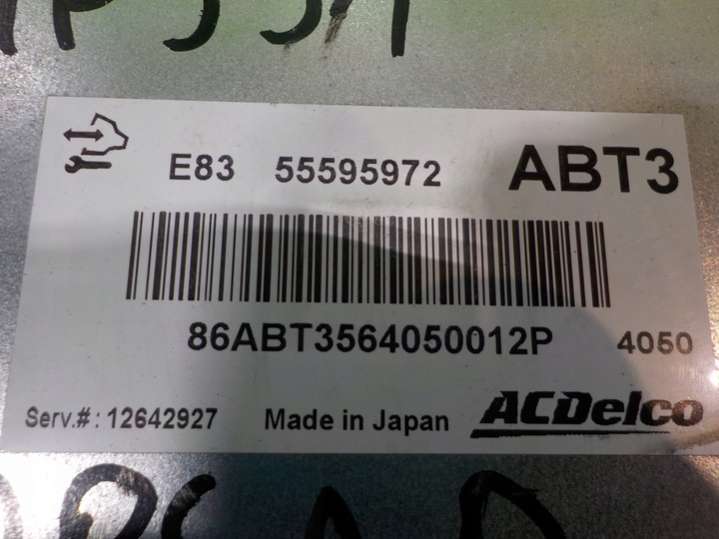 E83 55595972 ABT3
86ABT3564050012P 4050
Serv.#: 12642927 Made in Japan ACDelco